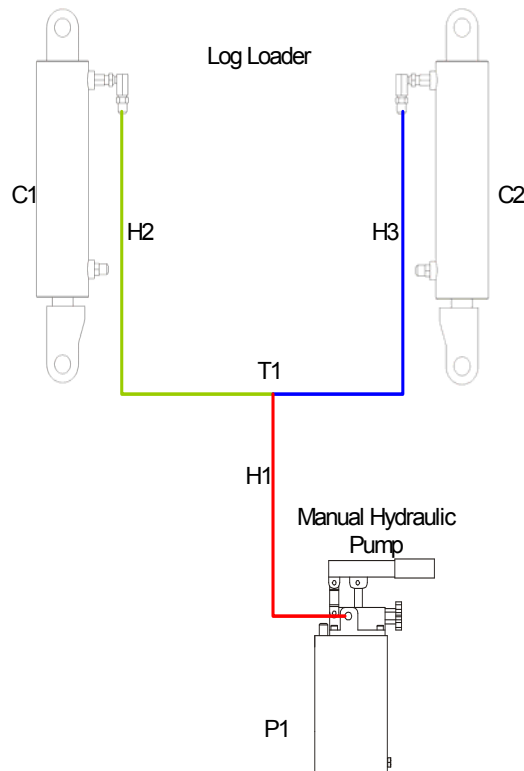 Log Loader
C1
C2
H2
H3
T1
H1
Manual Hydraulic
Pump
P1